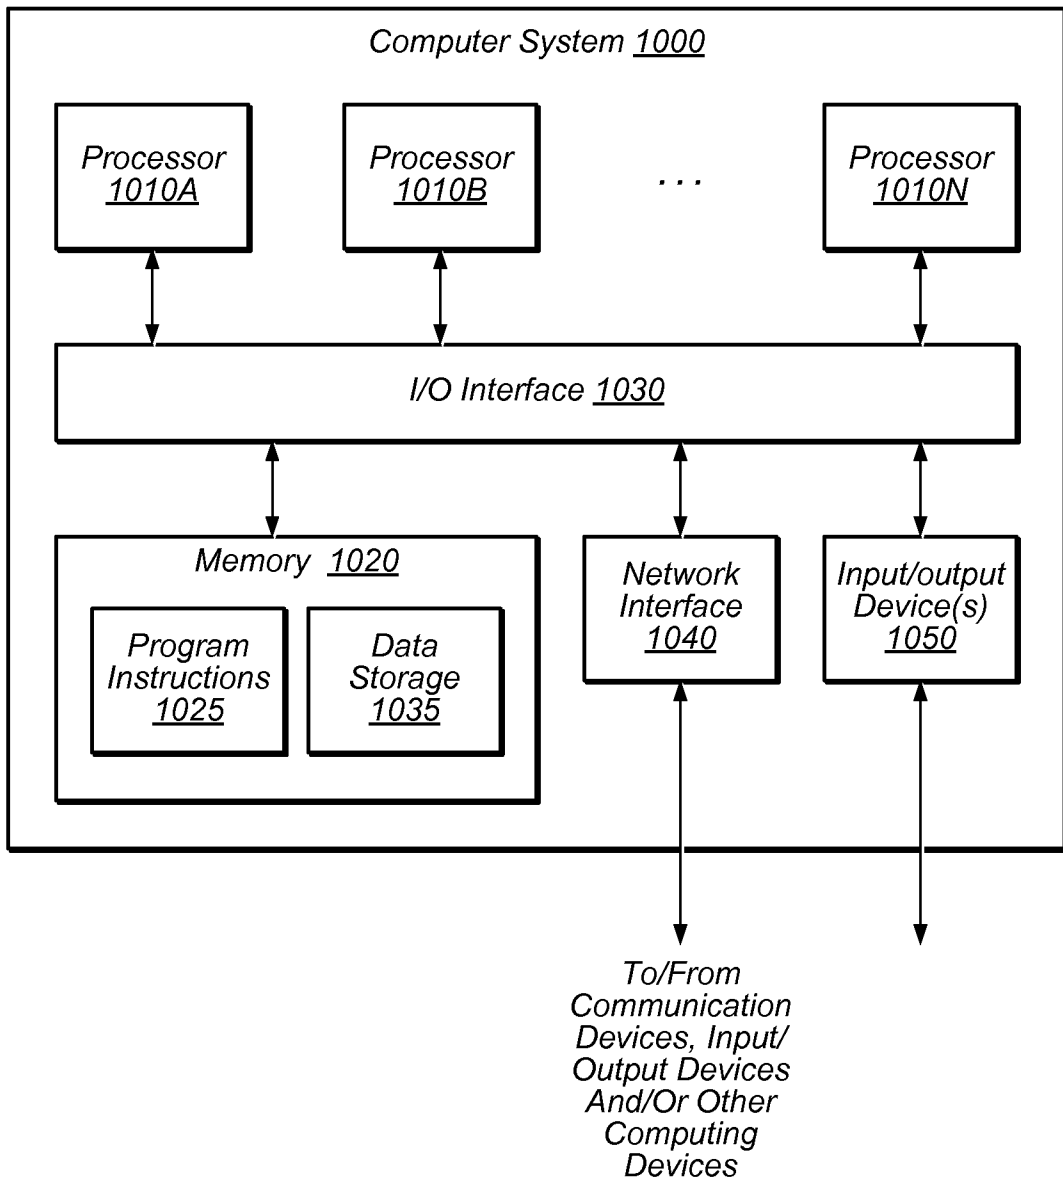 Computer System 1000
Processor
1010A
Processor
1010B
. . .
Processor
1010N
I/O Interface 1030
Memory 1020
Program
Instructions
1025
Data
Storage
1035
Network
Interface
1040
Input/output
Device(s)
1050
To/From
Communication
Devices, Input/
Output Devices
And/Or Other
Computing
Devices